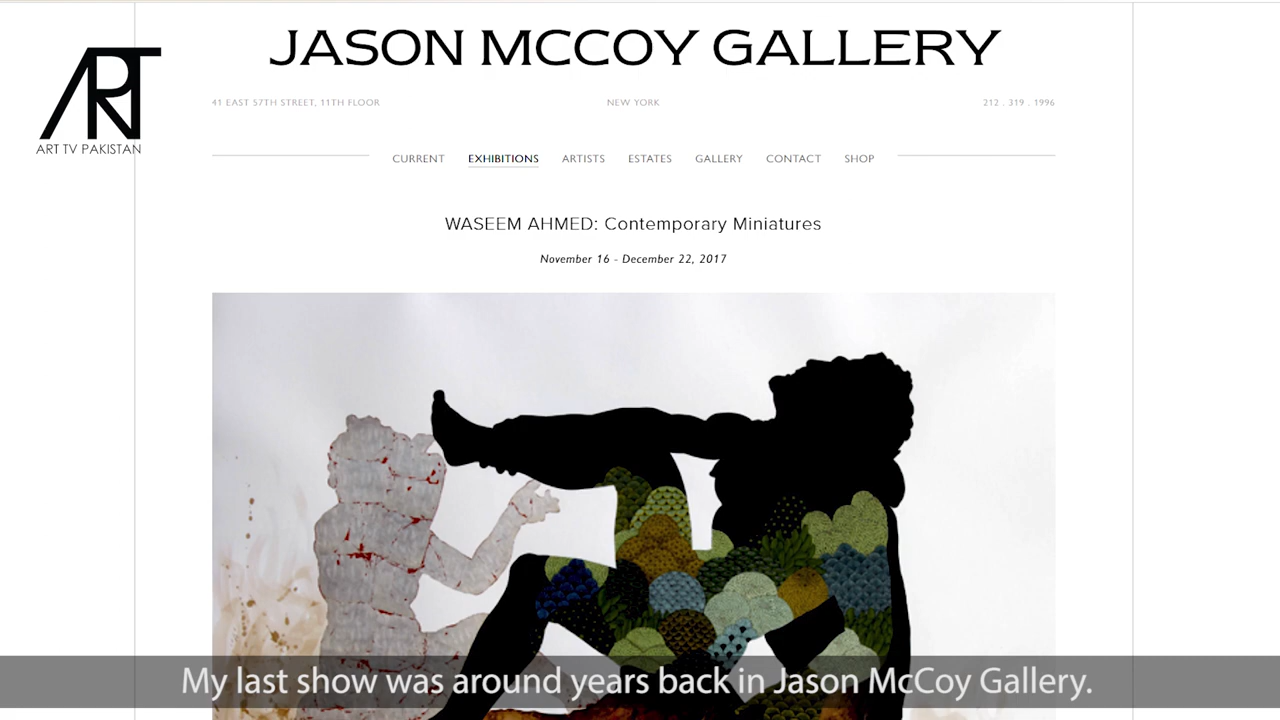 JASON MCCOY GALLERY
ART
ART TV PAKISTAN
41 EAST 57TH STREET, 11TH FLOOR NEW YORK 212 . 319 . 1996
CURRENT EXHIBITIONS ARTISTS ESTATES GALLERY CONTACT SHOP
WASEEM AHMED: Contemporary Miniatures
November 16 - December 22, 2017
My last show was around years back in Jason McCoy Gallery.